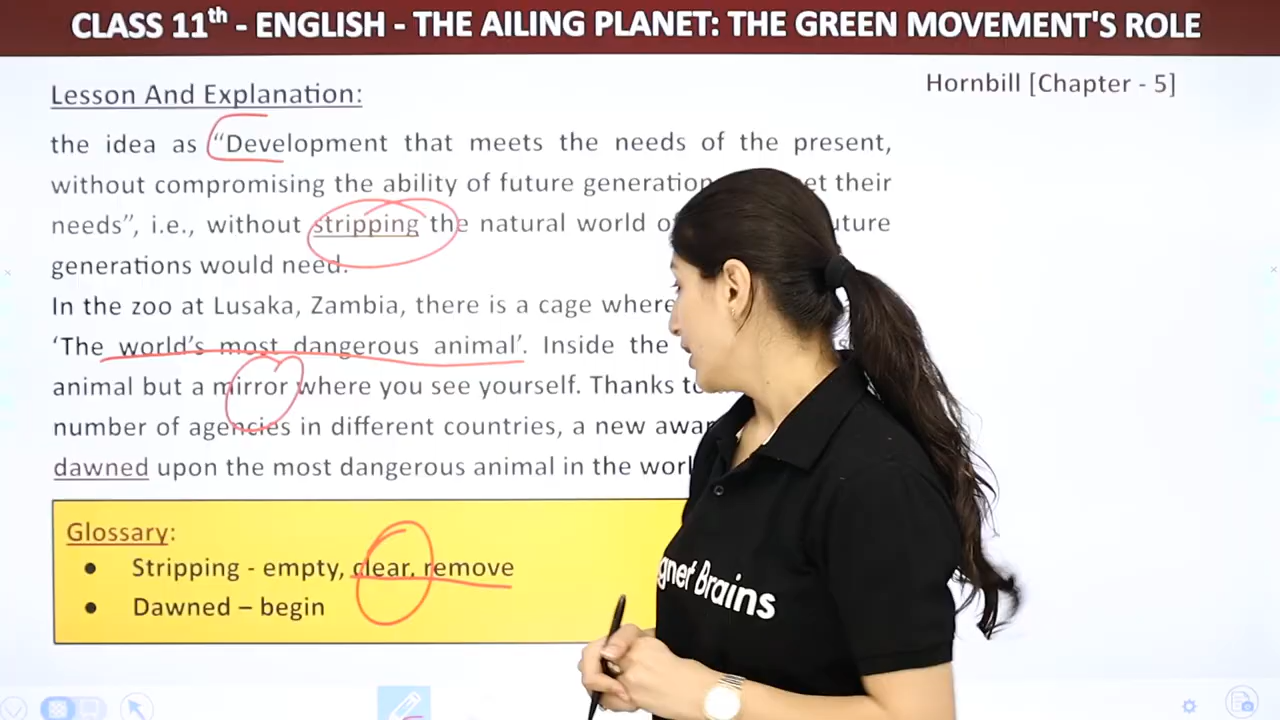 CLASS 11th - ENGLISH - THE AILING PLANET: THE GREEN MOVEMENT'S ROLE
Lesson And Explanation:
Hornbill [Chapter - 5]
the idea as “Development that meets the needs of the present,
without compromising the ability of future their
needs”, i.e., without stripping the natural world
generations would need.
In the zoo at Lusaka, Zambia, there is a cage
‘The world’s most dangerous animal’. Inside the
animal but a mirror where you see yourself. Thanks
number of agencies in different countries, a new
dawned upon the most dangerous animal in the
Glossary:
● Stripping - empty, clear, remove
● Dawned – begin
Brains